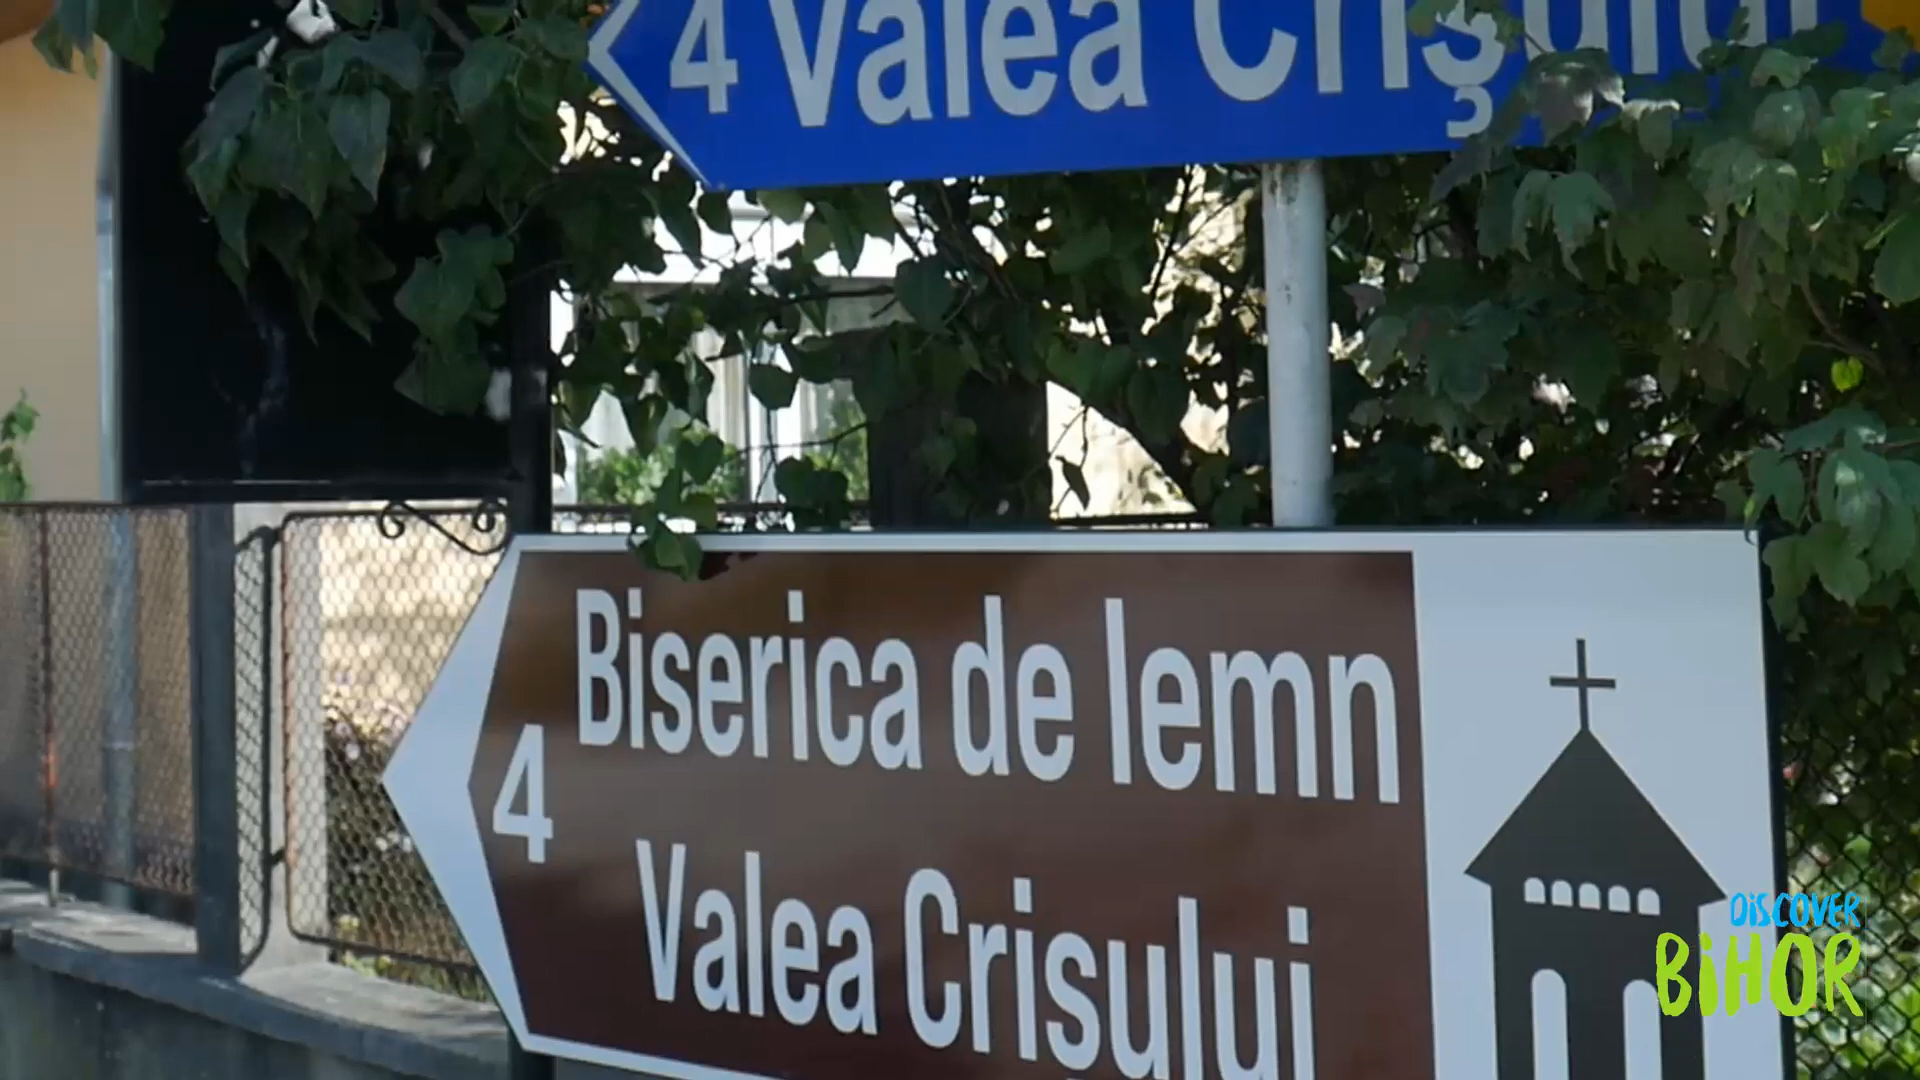 4 Valea Crişului
Biserica de lemn
4
Valea Crisului
DiSCOVER
BiHOR